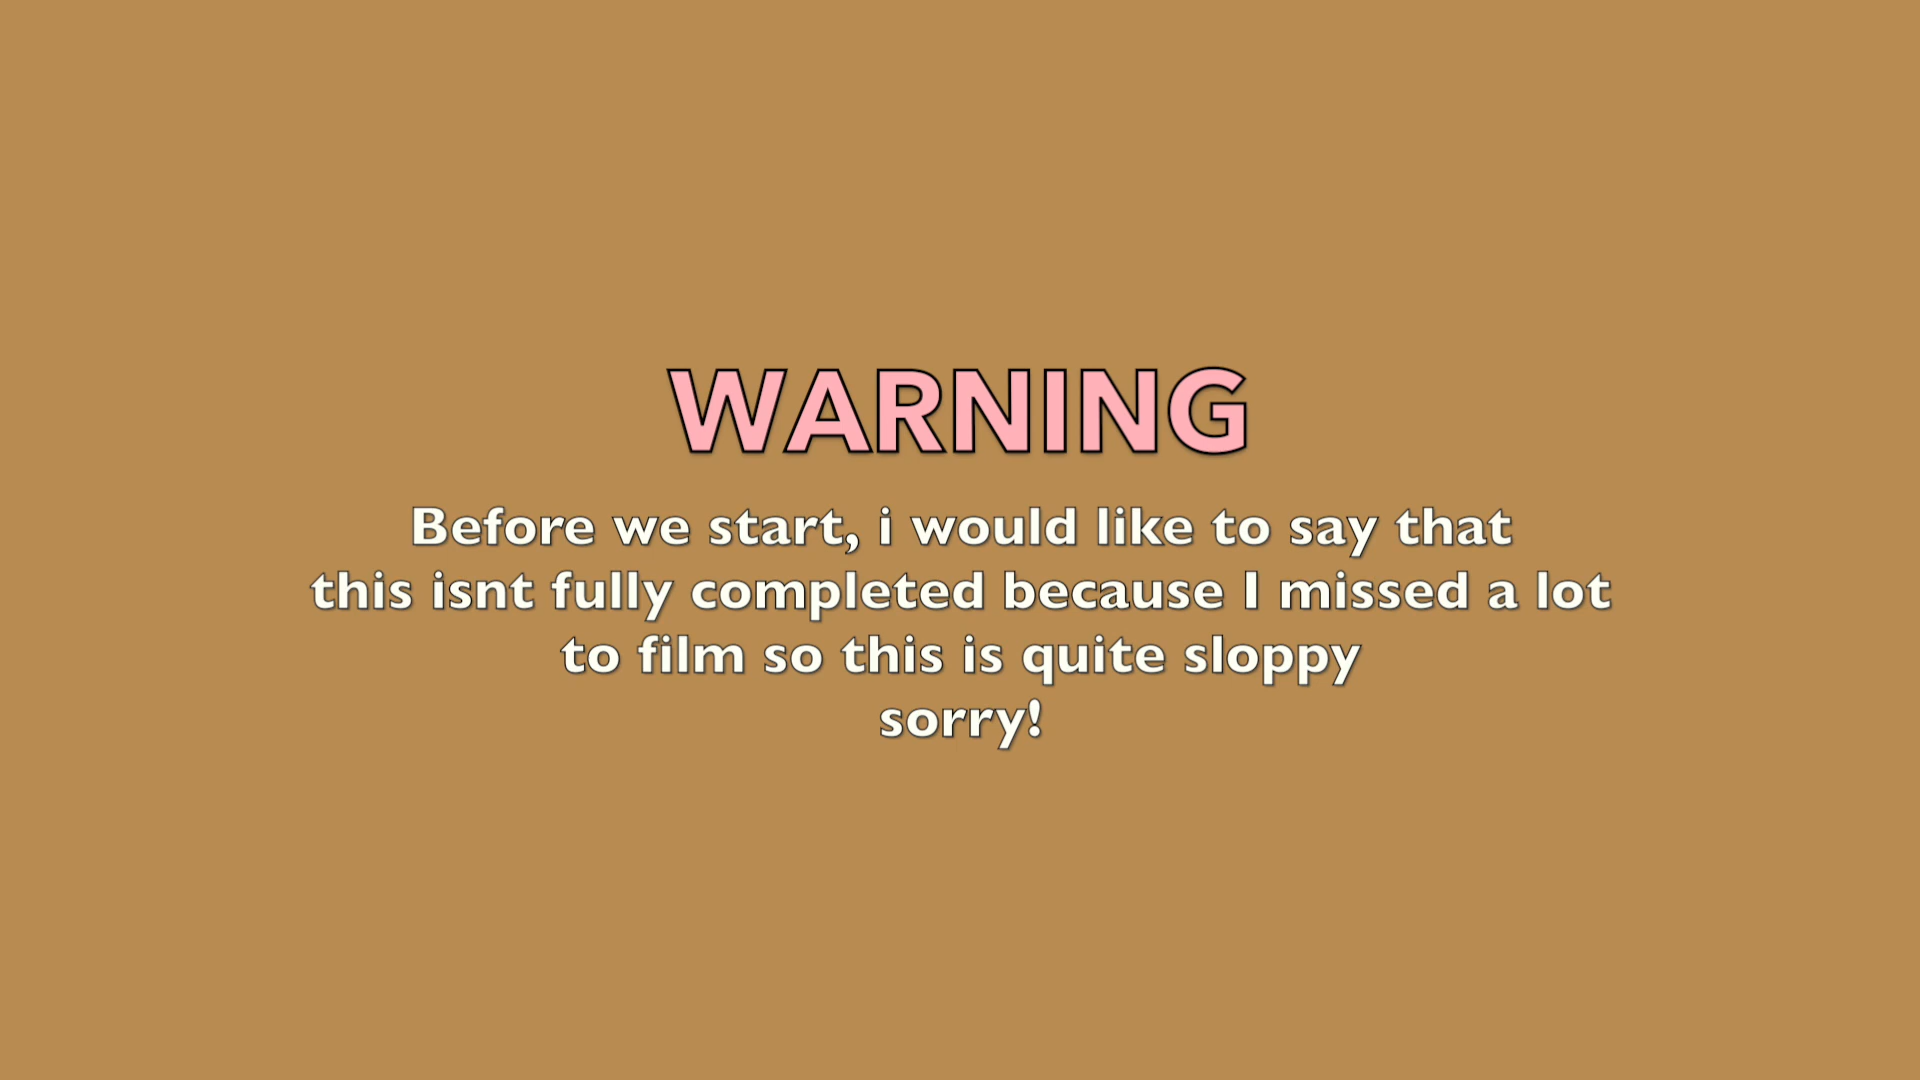 WARNING
Before we start, i would like to say that
this isnt fully completed because I missed a lot
to film so this is quite sloppy
sorry!